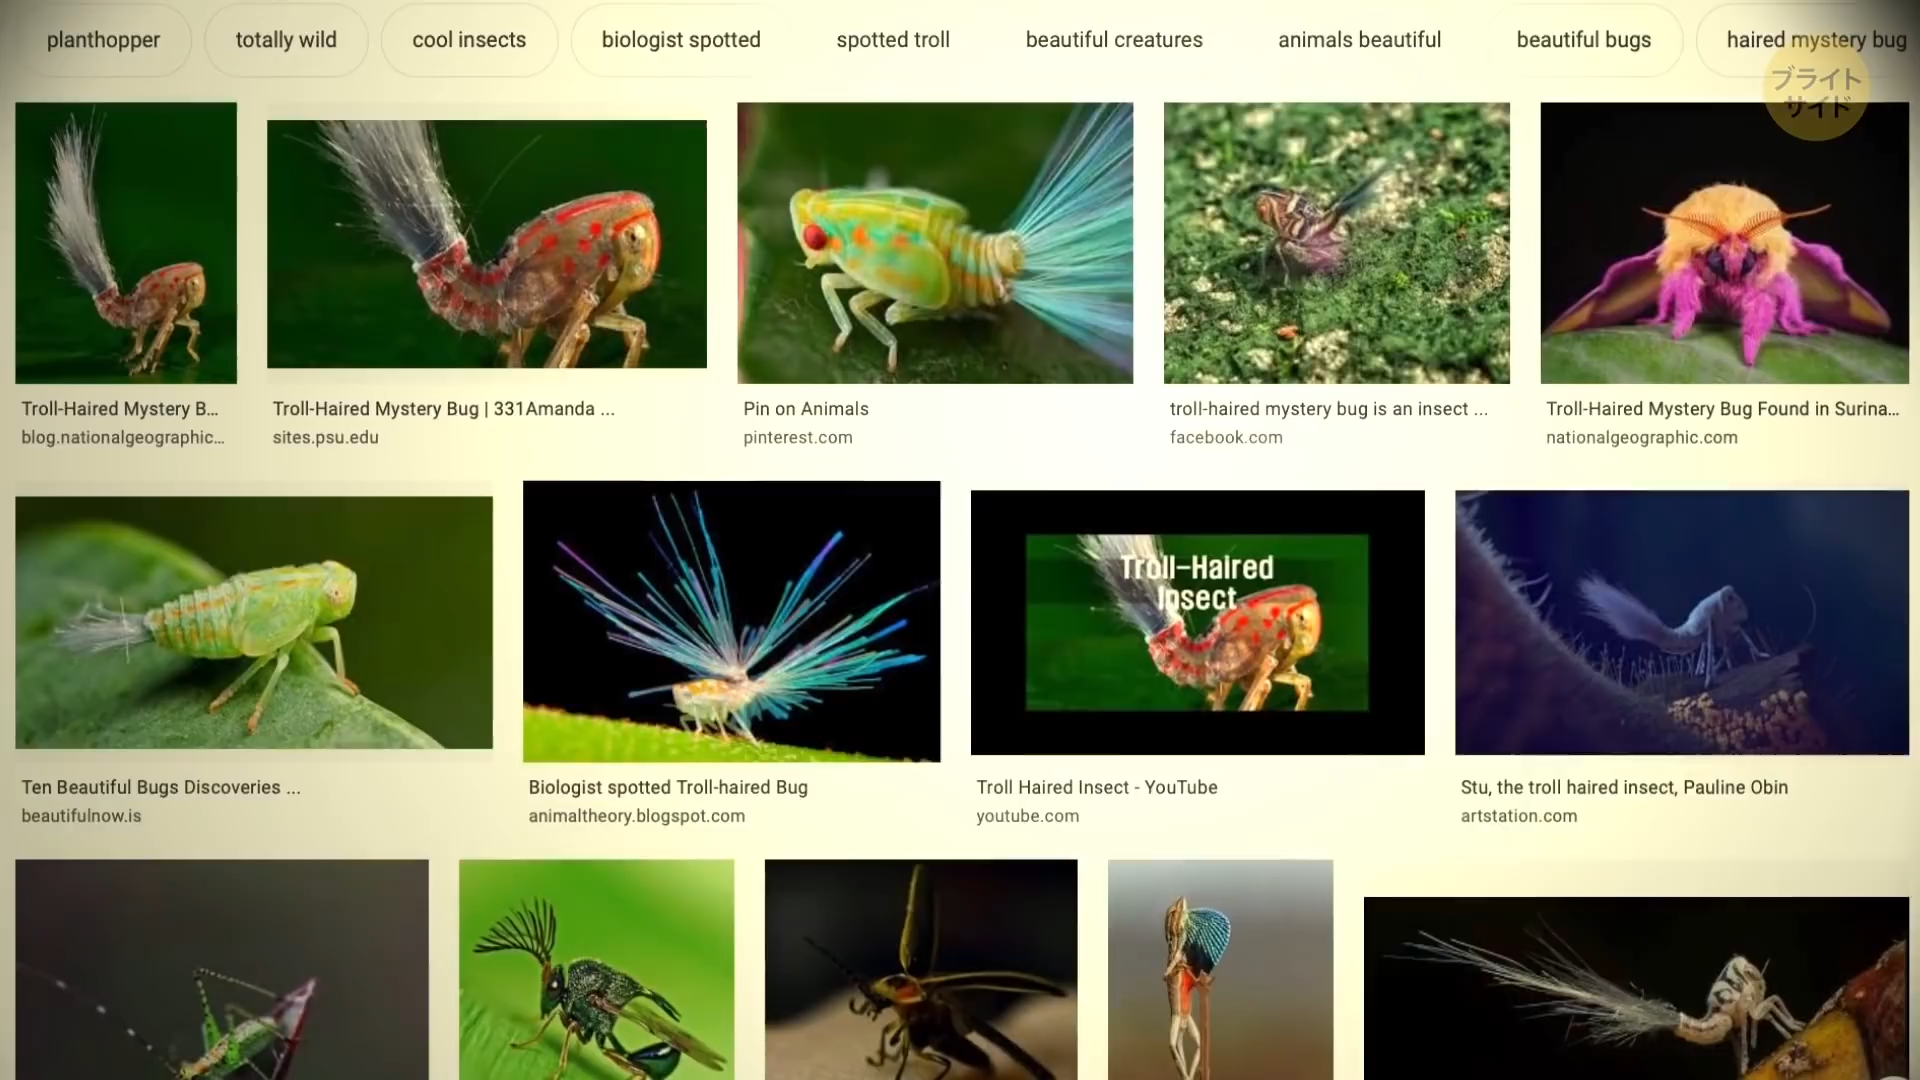 planthopper
totally wild
cool insects
biologist spotted
spotted troll
beautiful creatures
animals beautiful
beautiful bugs
haired mystery bug
ブライト
サイド
Troll-Haired Mystery B...
blog.nationalgeographic...
Troll-Haired Mystery Bug | 331Amanda ...
sites.psu.edu
Pin on Animals
pinterest.com
troll-haired mystery bug is an insect ...
facebook.com
Troll-Haired Mystery Bug Found in Surina...
nationalgeographic.com
Troll-Haired
Insect
Ten Beautiful Bugs Discoveries ...
beautifulnow.is
Biologist spotted Troll-haired Bug
animaltheory.blogspot.com
Troll Haired Insect - YouTube
youtube.com
Stu, the troll haired insect, Pauline Obin
artstation.com